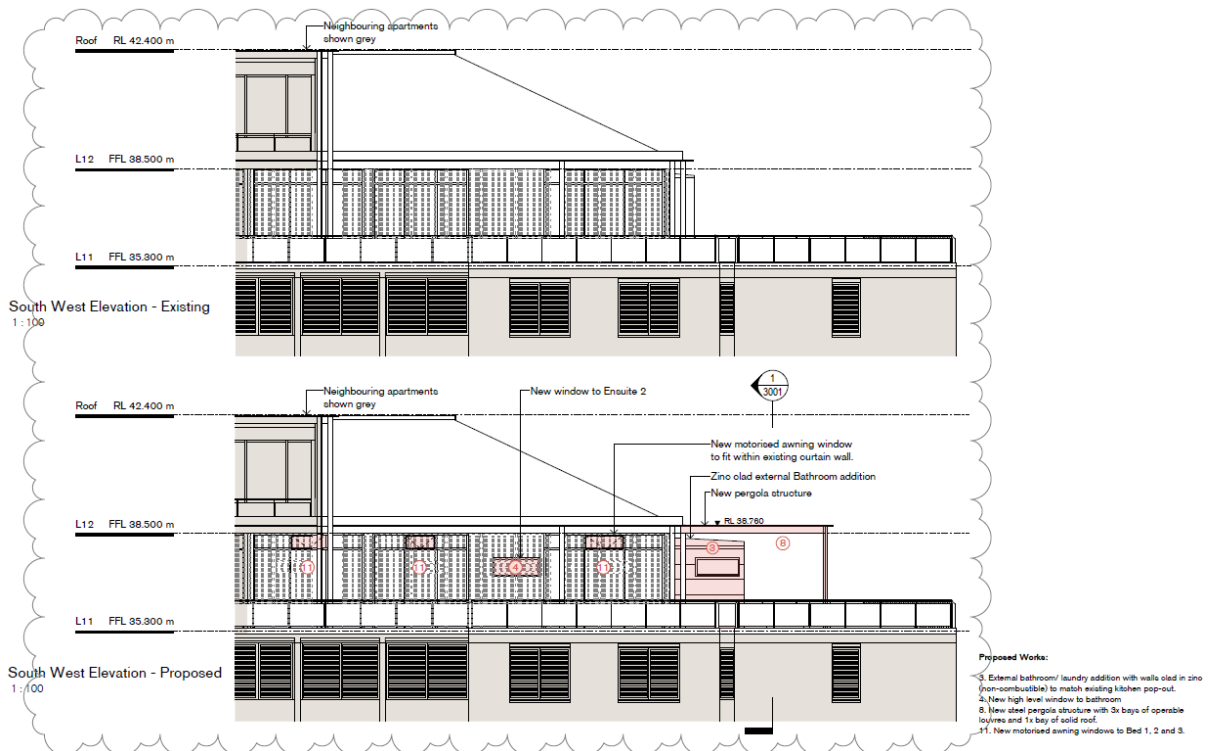 Neighbouring apartments
shown grey
Roof RL 42.400 m
L12 FFL 38.500 m
L11 FFL 35.300 m
South West Elevation - Existing
1 : 100
Neighbouring apartments
shown grey
New window to Ensuite 2
1
3001
Roof RL 42.400 m
New motorised awning window
to fit within existing curtain wall.
Zinc clad external Bathroom addition
New pergola structure
L12 FFL 38.500 m
RL 38.760
3
8
11
11
4
11
L11 FFL 35.300 m
South West Elevation - Proposed
1 : 100
Proposed Works:
3. External bathroom/ laundry addition with walls clad in zinc
(non-combustible) to match existing kitchen pop-out.
4. New high level window to bathroom
8. New steel pergola structure with 3x bays of operable
louvres and 1x bay of solid roof.
11. New motorised awning windows to Bed 1, 2 and 3.